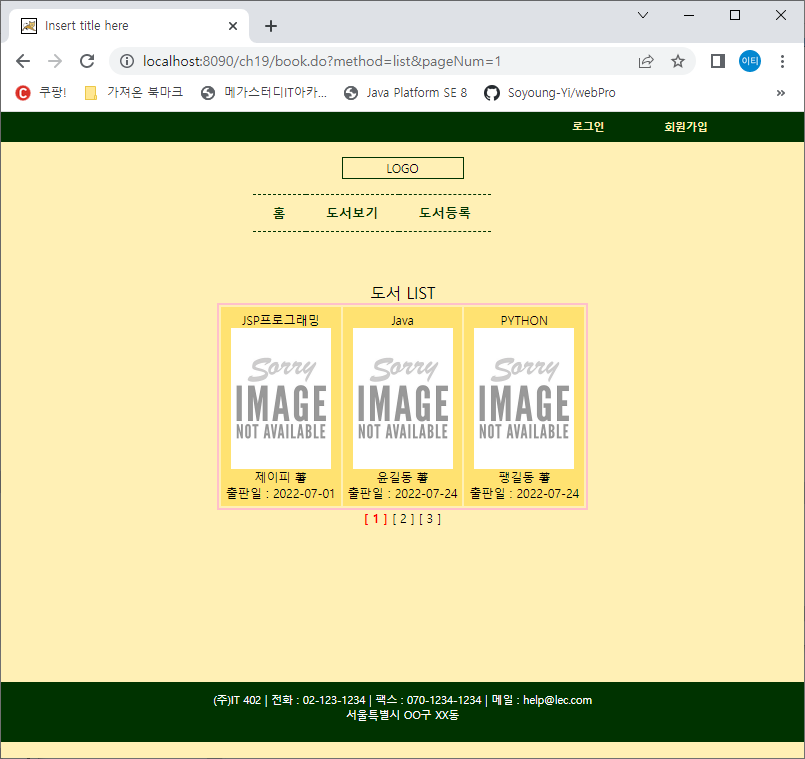 Insert title here
localhost:8090/ch19/book.do?method=list&pageNum=1
이티
쿠팡! 가져온 북마크 메가스터디IT아카... Java Platform SE 8 Soyoung-Yi/webPro »
로그인 회원가입
LOGO
홈 도서보기 도서등록
도서 LIST
JSP프로그래밍 Java PYTHON
Sorry Sorry Sorry
IMAGE IMAGE IMAGE
NOT AVAILABLE NOT AVAILABLE NOT AVAILABLE
제이피 著 윤길동 著 팽길동 著
출판일 : 2022-07-01 출판일 : 2022-07-24 출판일 : 2022-07-24
[ 1 ] [ 2 ] [ 3 ]
(주)IT 402 | 전화 : 02-123-1234 | 팩스 : 070-1234-1234 | 메일 : help@lec.com
서울특별시 OO구 XX동